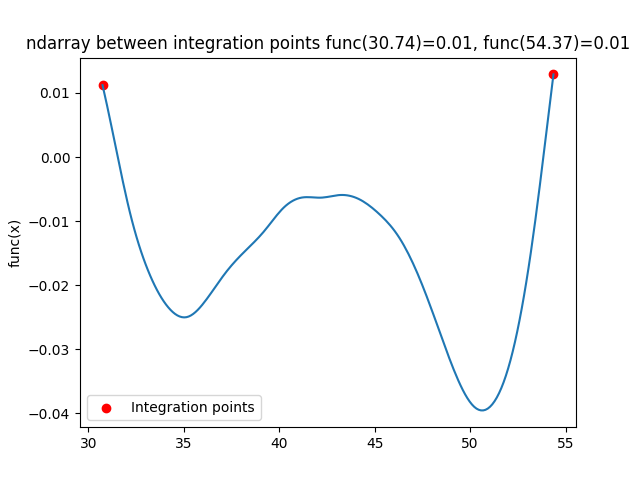 ndarray between integration points func(30.74)=0.01, func(54.37)=0.01
0.01
0.00
−0.01
−0.02
−0.03
−0.04
func(x)
Integration points
30 35 40 45 50 55